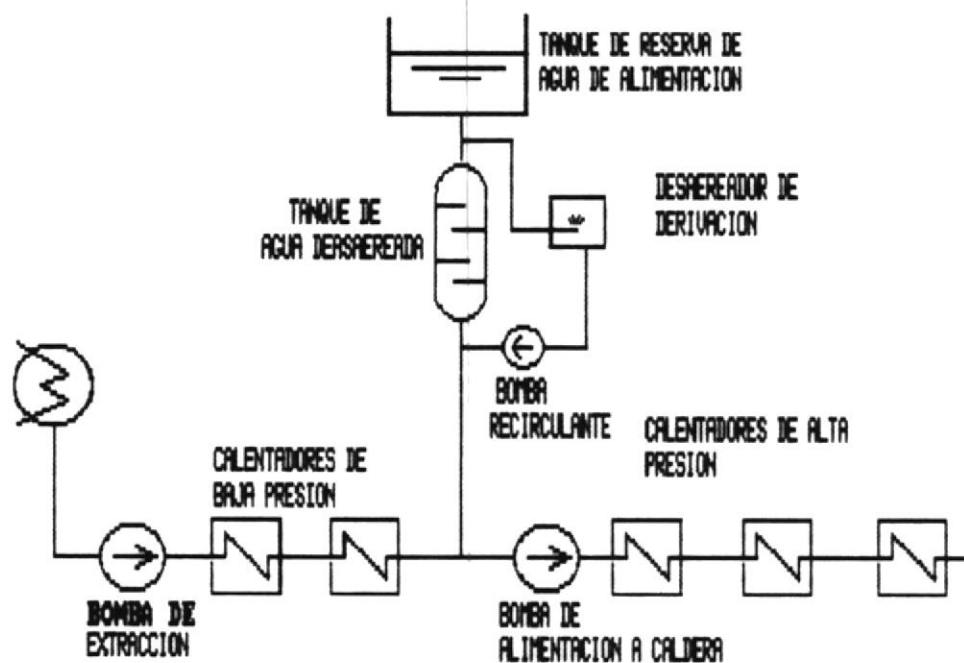 TANQUE DE RESERVA DE
AGUA DE ALIMENTACION
DESAEREADOR DE
DERIVACION
TANQUE DE
AGUA DEASAEREADA
BOMBA
RECIRCULANTE
CALENTADORES DE ALTA
PRESION
CALENTADORES DE
BAJA PRESION
BOMBA DE
EXTRACCION
BOMBA DE
ALIMENTACION A CALDERA